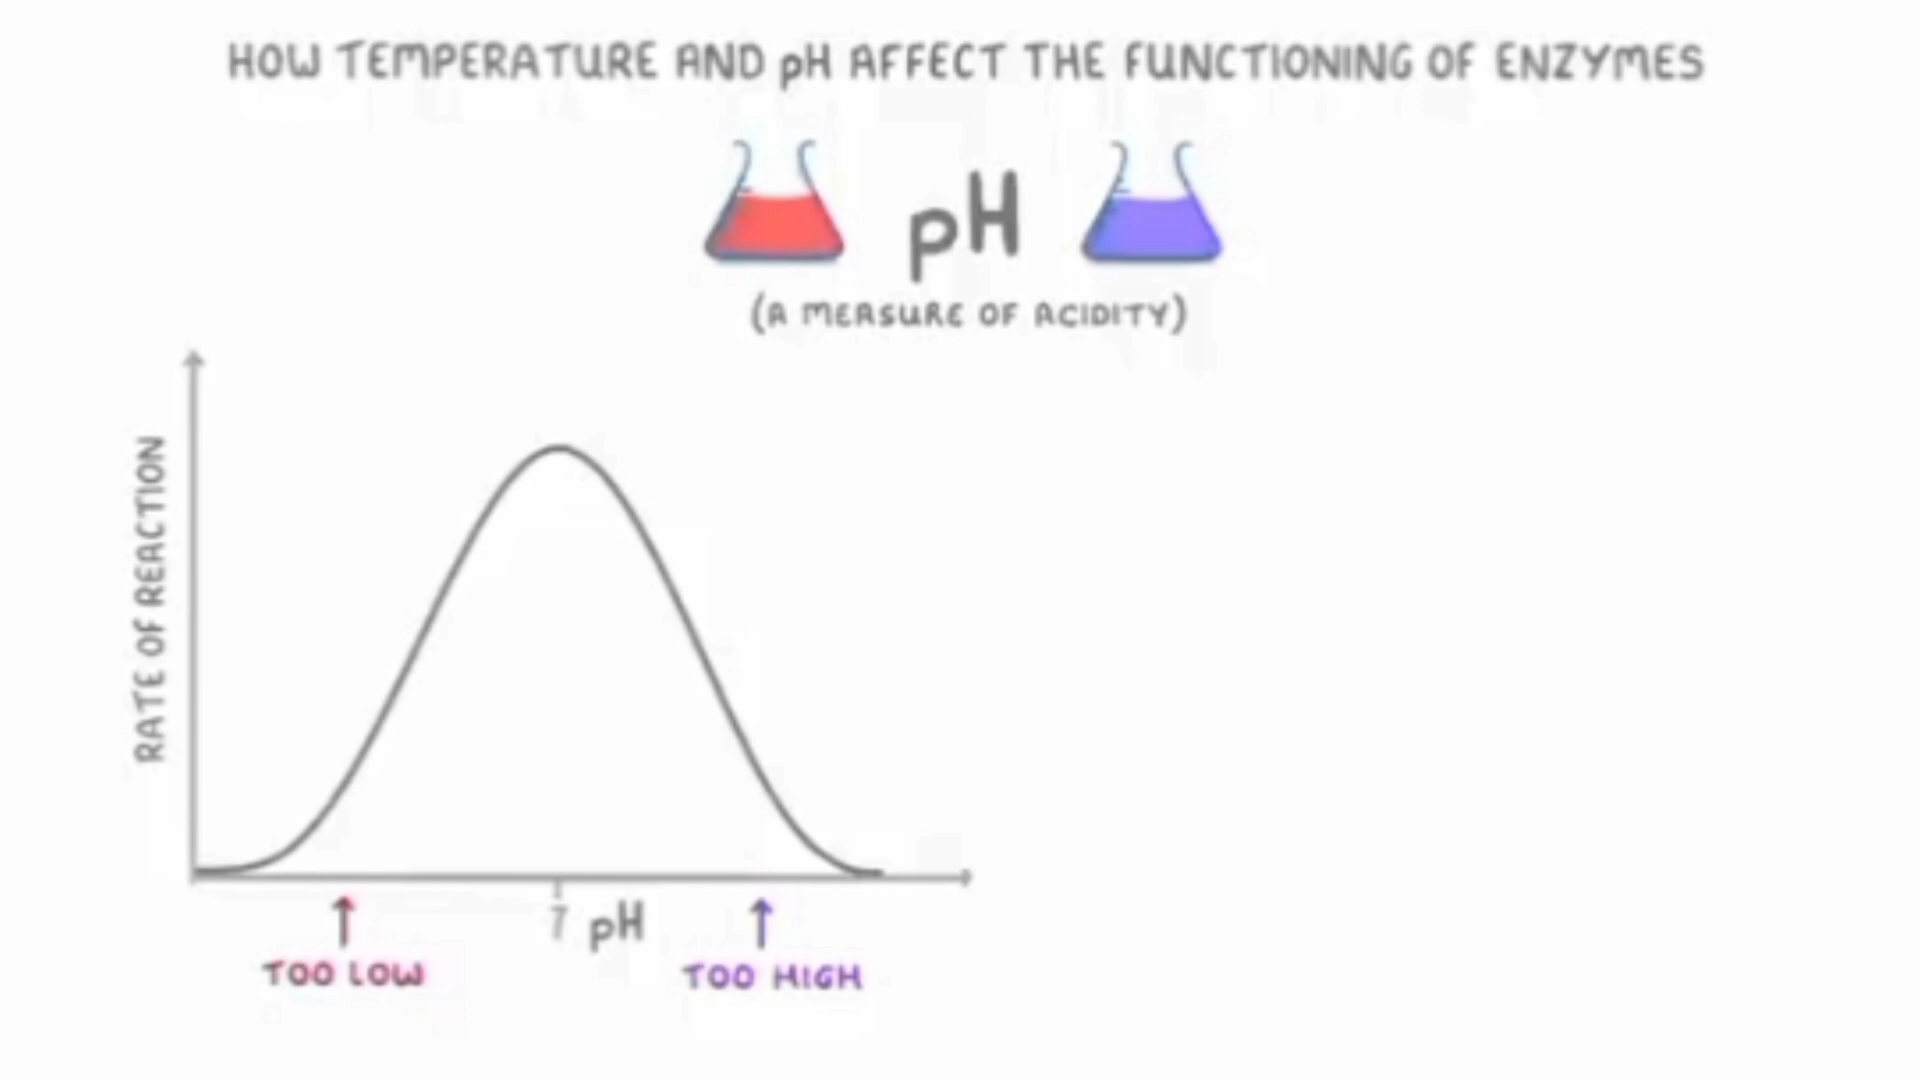 HOW TEMPERATURE AND pH AFFECT THE FUNCTIONING OF ENZYMES
pH
(A MEASURE OF ACIDITY)
RATE OF REACTION
7 pH
TOO LOW
TOO HIGH